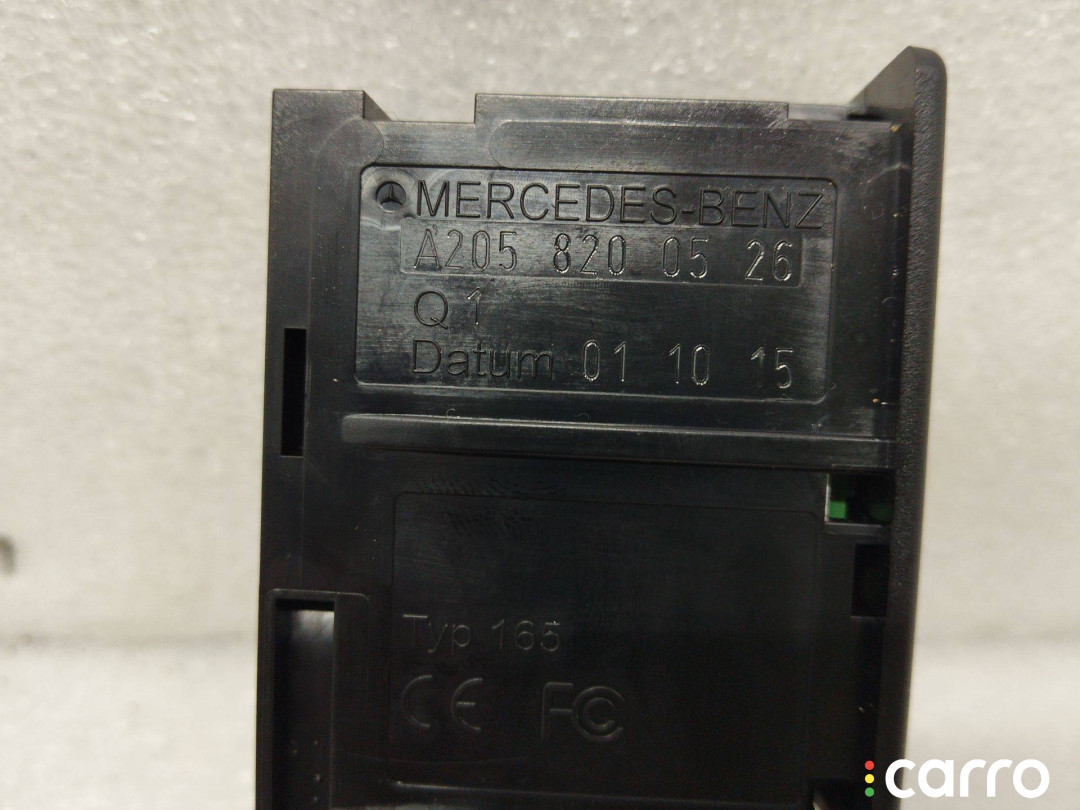 MERCEDES-BENZ
A205 820 05 26
Q 1
Datum 01 10 15
Typ 165
CE FC
carro